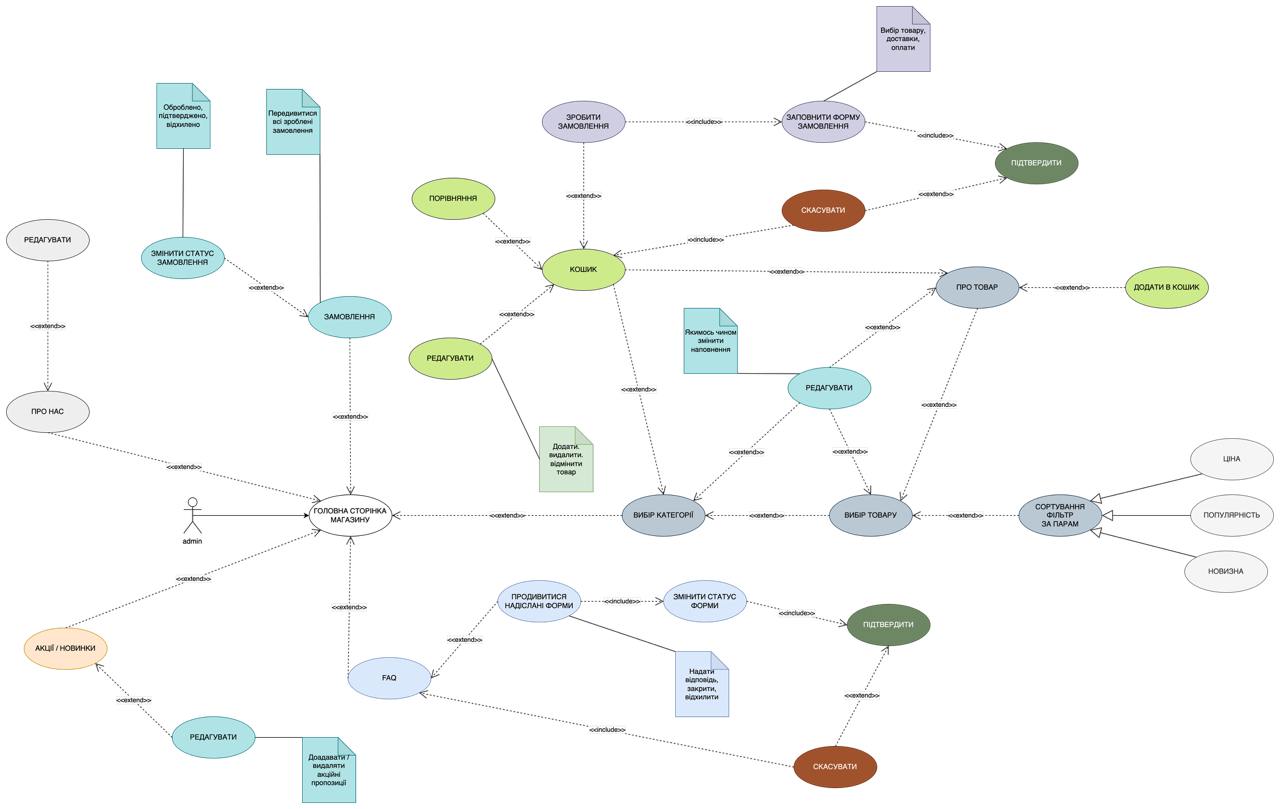 Вибір товару,
доставки,
оплати
Оброблено,
підтверджено,
відхилено
Передивитися
всі зроблені
замовлення
ЗРОБИТИ
ЗАМОВЛЕННЯ
<<include>>
ЗАПОВНИТИ ФОРМУ
ЗАМОВЛЕННЯ
<<include>>
ПІДТВЕРДИТИ
<<extend>>
<<extend>>
ПОРІВНЯННЯ
СКАСУВАТИ
<<extend>>
<<include>>
РЕДАГУВАТИ
ЗМІНИТИ СТАТУС
ЗАМОВЛЕННЯ
<<extend>>
КОШИК
<<extend>>
ПРО ТОВАР
<<extend>>
ДОДАТИ В КОШИК
ЗАМОВЛЕННЯ
<<extend>>
<<extend>>
<<extend>>
Якимось чином
змінити
наповнення
РЕДАГУВАТИ
РЕДАГУВАТИ
<<extend>>
<<extend>>
<<extend>>
ПРО НАС
<<extend>>
Додати.
видалити.
відмінити
товар
<<extend>>
<<extend>>
ЦІНА
<<extend>>
admin
ГОЛОВНА СТОРІНКА
МАГАЗИНУ
<<extend>>
ВИБІР КАТЕГОРІЇ
<<extend>>
ВИБІР ТОВАРУ
<<extend>>
СОРТУВАННЯ
ФІЛЬТР
ЗА ПАРАМ
ПОПУЛЯРНІСТЬ
НОВИЗНА
<<extend>>
<<extend>>
ПРОДИВИТИСЯ
НАДІСЛАНІ ФОРМИ
<<include>>
ЗМІНИТИ СТАТУС
ФОРМИ
<<include>>
ПІДТВЕРДИТИ
<<extend>>
АКЦІЇ / НОВИНКИ
FAQ
Надати
відповідь,
закрити,
відхилити
<<extend>>
<<extend>>
<<include>>
РЕДАГУВАТИ
Доадавати /
видаляти
акційні
пропозиції
СКАСУВАТИ